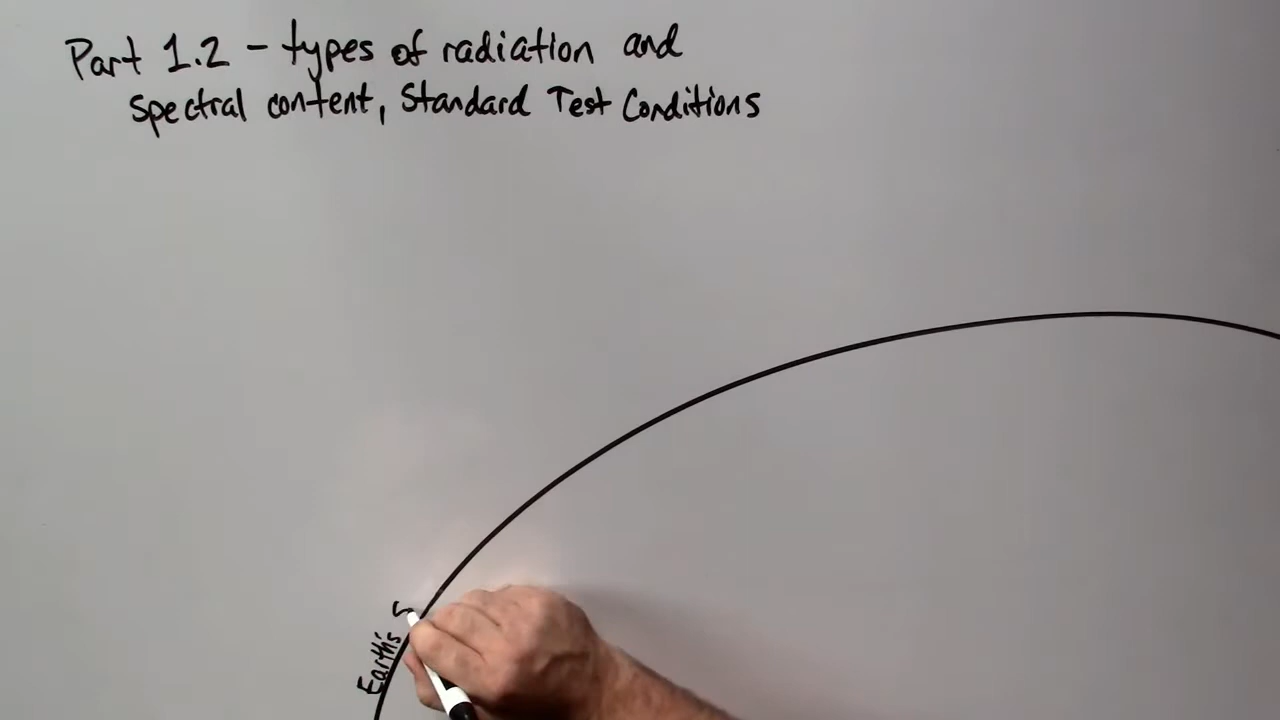 Part 1.2 - types of radiation and
spectral content, Standard Test Conditions
Earth's